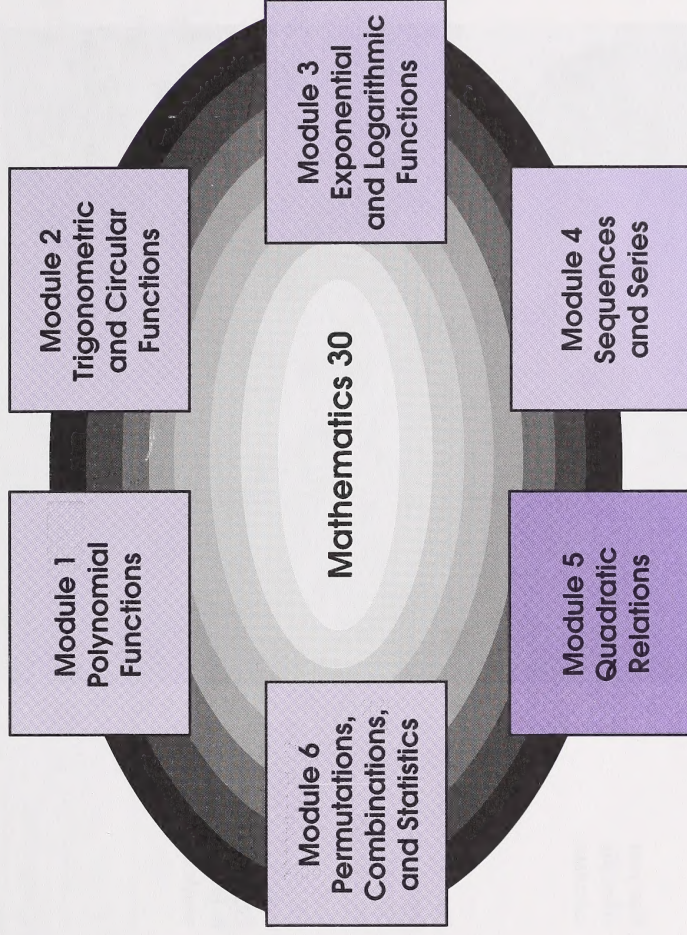 Module 1
Polynomial
Functions
Module 2
Trigonometric
and Circular
Functions
Module 3
Exponential
and Logarithmic
Functions
Module 4
Sequences
and Series
Module 5
Quadratic
Relations
Module 6
Permutations,
Combinations,
and Statistics
Mathematics 30